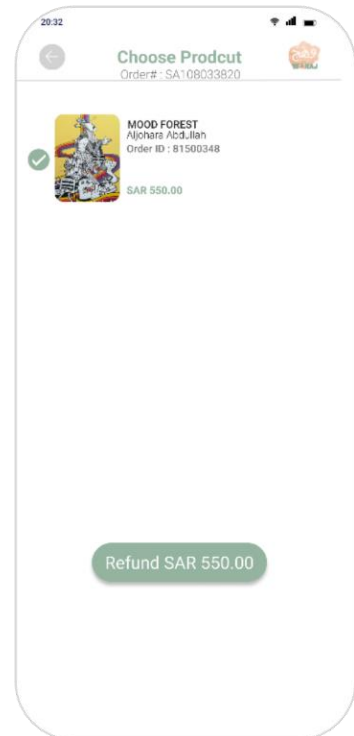 20:32
Choose Prodcut
Order# : SA108033820
MOOD FOREST
Aljohara Abdullah
Order ID : 81500348
SAR 550.00
Refund SAR 550.00